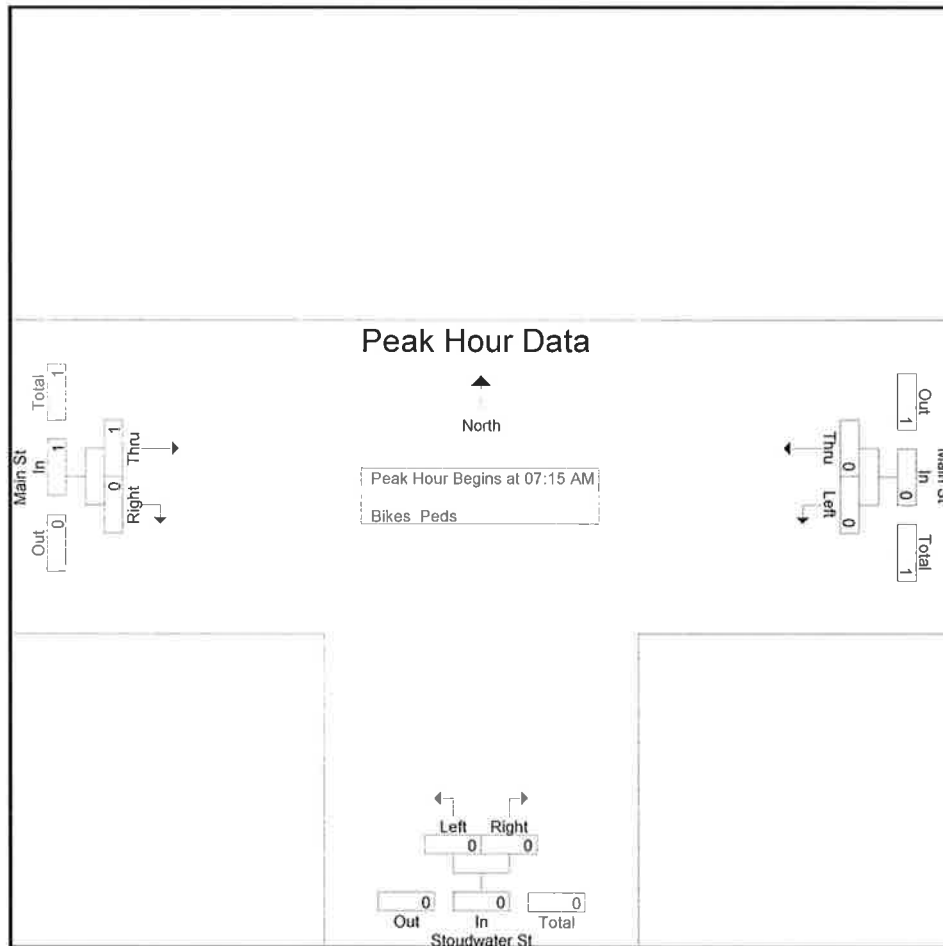 Peak Hour Data
North
Peak Hour Begins at 07:15 AM
Bikes Peds
Main St
Total
1
In
1
Out
0
Thru
1
Right
0
Out
1
In
0
Total
1
Thru
0
Left
0
Left
Right
0
0
0
0
0
Out
In
Total
Stoudwater St